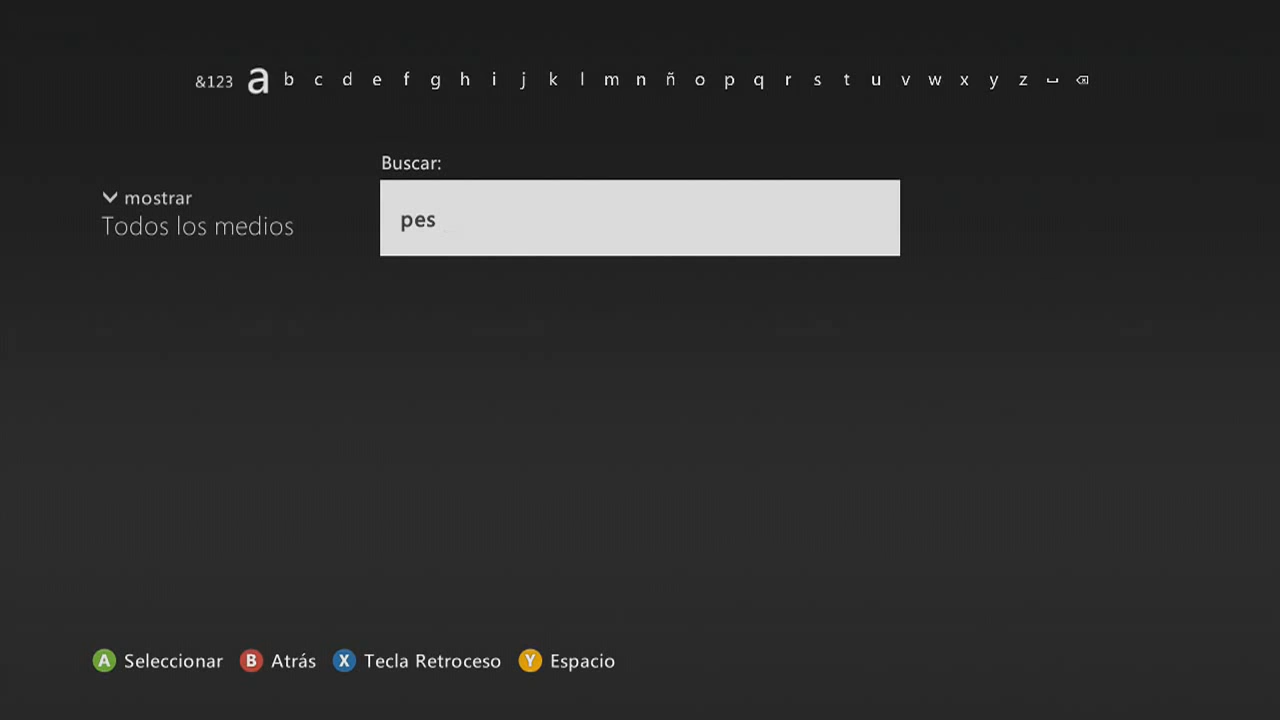 &123 a b c d e f g h i j k l m n ñ o p q r s t u v w x y z
Buscar:
mostrar
Todos los medios
pes
A Seleccionar B Atrás X Tecla Retroceso Y Espacio